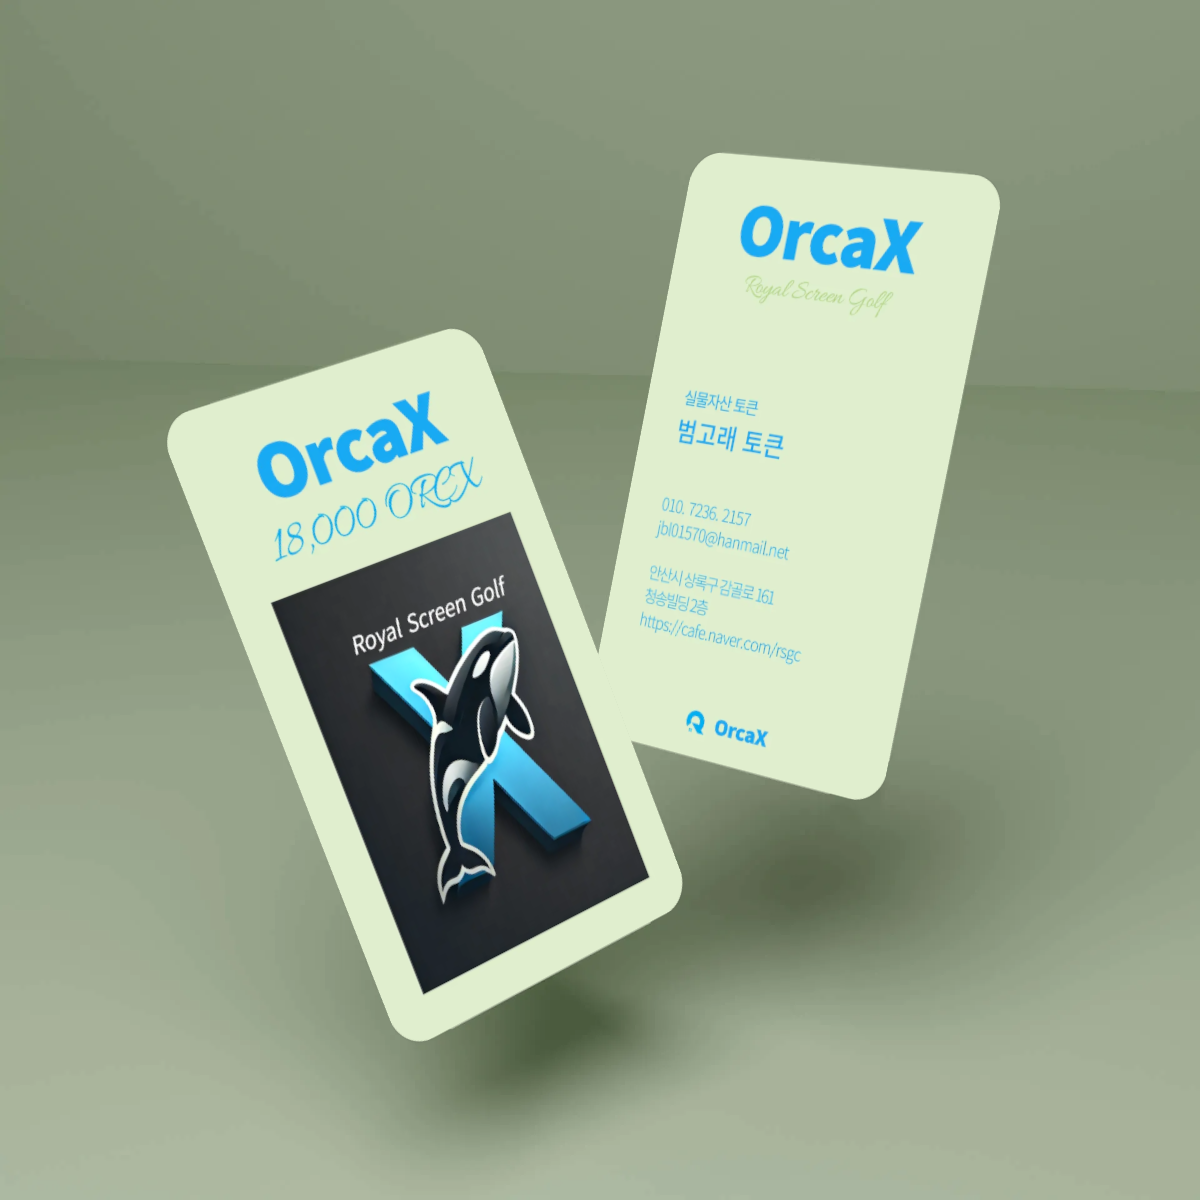 OrcaX
18,000 ORCX
Royal Screen Golf
OrcaX
Royal Screen Golf
실물자산 토큰
범고래 토큰
010. 7236. 2157
jbl01570@hanmail.net
안산시 상록구 감골로 161
청송빌딩 2층
https://cafe.naver.com/rsgc
OrcaX